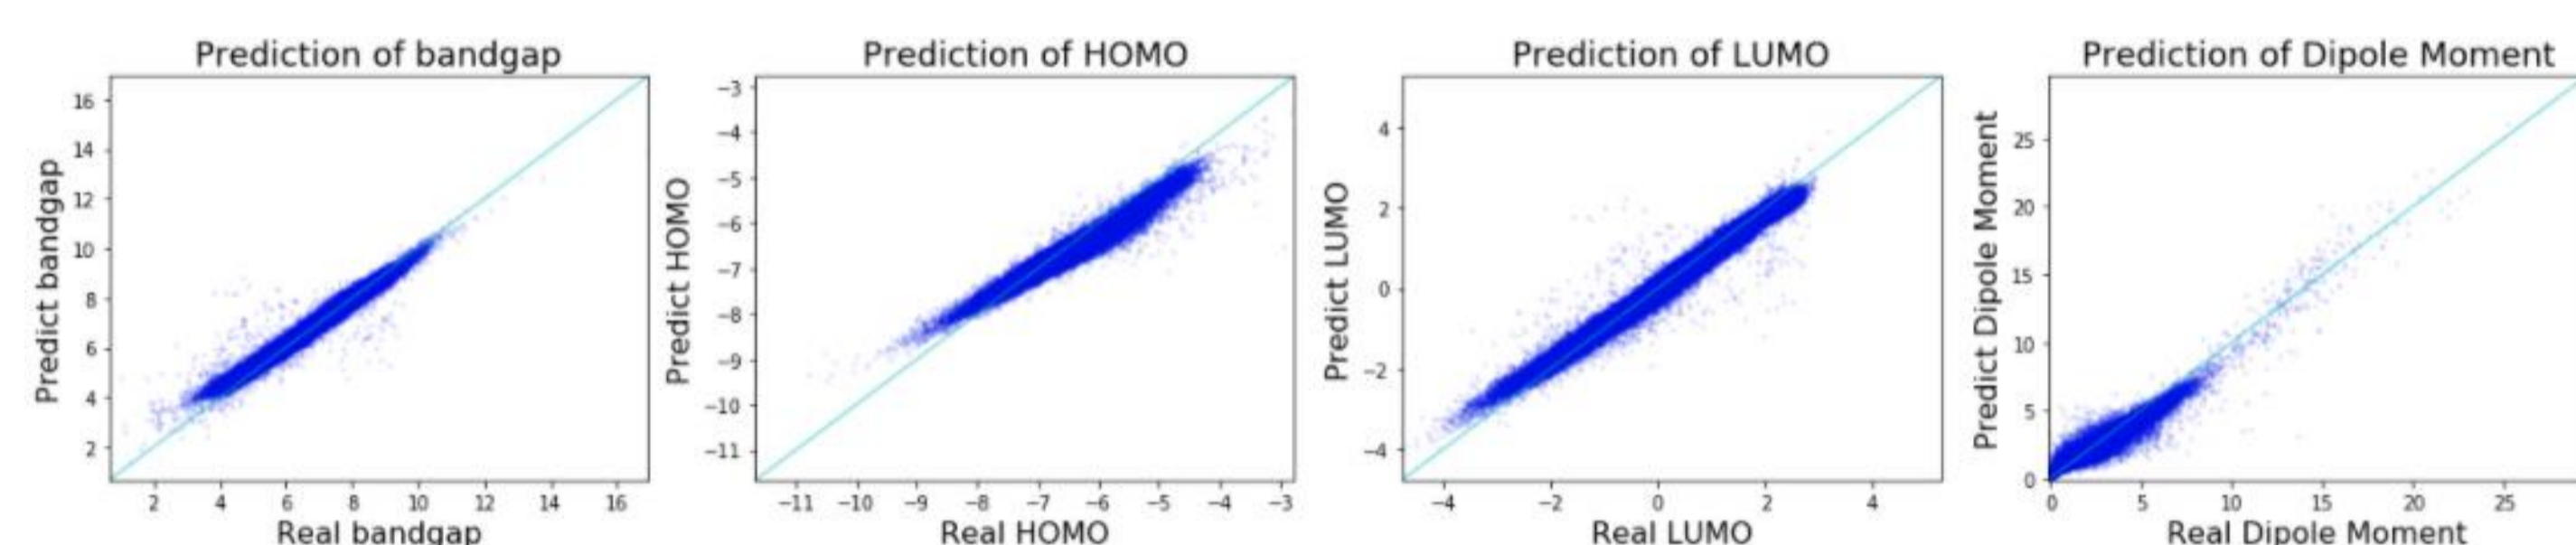 Prediction of bandgap
Predict bandgap
16
14
12
10
8
6
4
2
2 4 6 8 10 12 14 16
Real bandgap
Prediction of HOMO
Predict HOMO
−3
−4
−5
−6
−7
−8
−9
−10
−11
−11 −10 −9 −8 −7 −6 −5 −4 −3
Real HOMO
Prediction of LUMO
Predict LUMO
4
2
0
−2
−4
−4 −2 0 2 4
Real LUMO
Prediction of Dipole Moment
Predict Dipole Moment
25
20
15
10
5
0
0 5 10 15 20 25
Real Dipole Moment